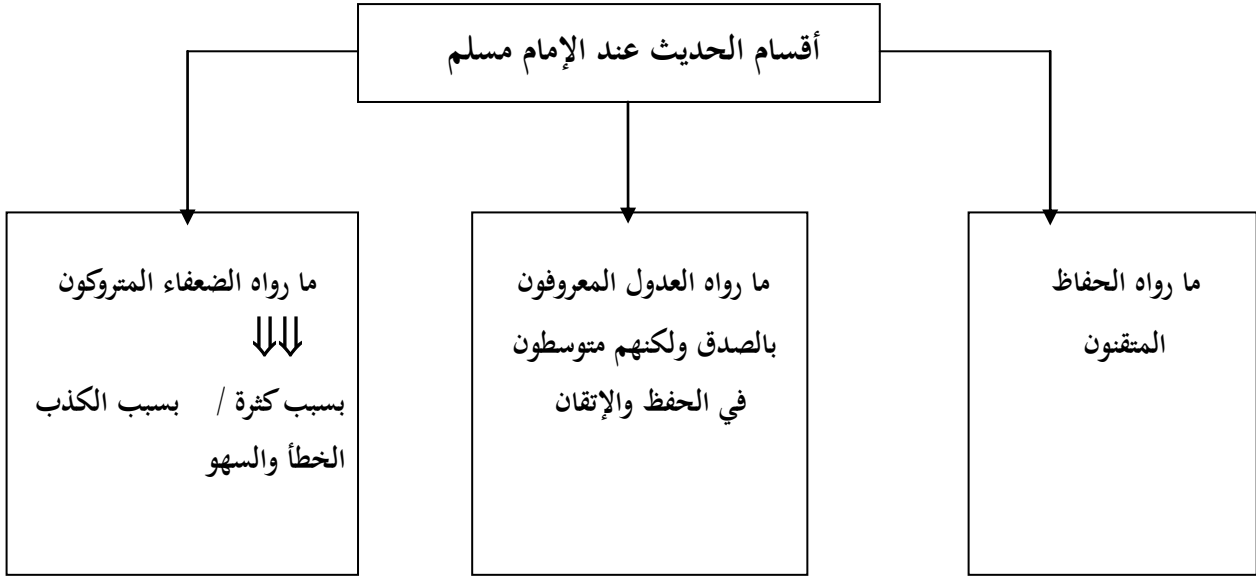 أقسام الحديث عند الإمام مسلم
ما رواه الحفاظ
المتقنون
ما رواه العدول المعروفون
بالصدق ولكنهم متوسطون
في الحفظ والإتقان
ما رواه الضعفاء المتروكون
⇓⇓
بسبب كثرة / بسبب الكذب
الخطأ والسهو